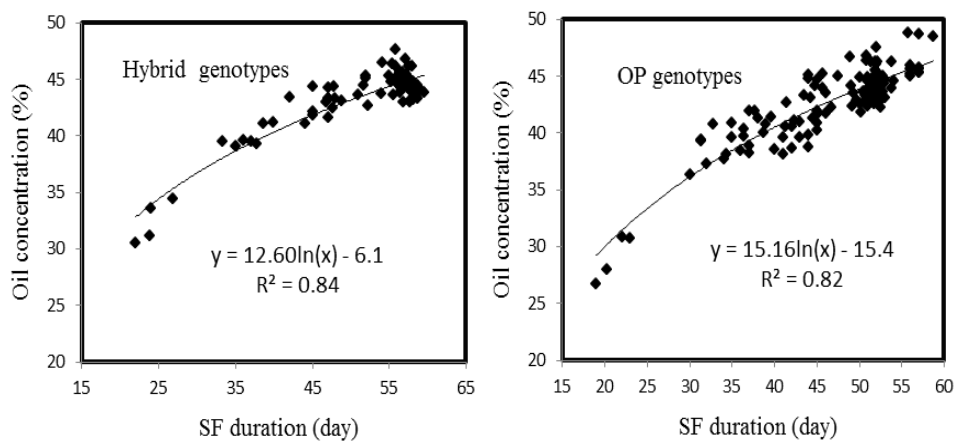 50
45
40
35
30
25
20
Oil concentration (%)
Hybrid genotypes
y = 12.60ln(x) - 6.1
R² = 0.84
15 25 35 45 55 65
SF duration (day)
50
45
40
35
30
25
20
Oil concentration (%)
OP genotypes
y = 15.16ln(x) - 15.4
R² = 0.82
15 20 25 30 35 40 45 50 55 60
SF duration (day)